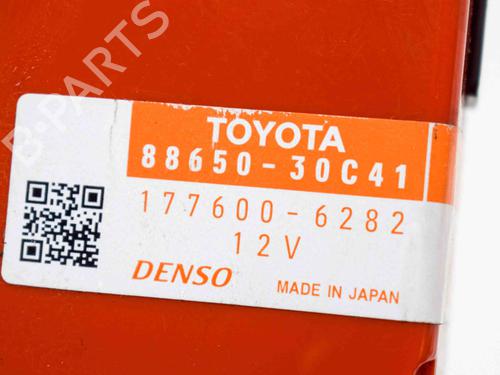 B-PARTS
TOYOTA
88650-30C41
177600-6282
12V
DENSO
MADE IN JAPAN